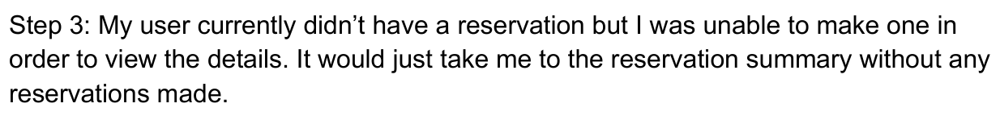 Step 3: My user currently didn’t have a reservation but I was unable to make one in
order to view the details. It would just take me to the reservation summary without any
reservations made.